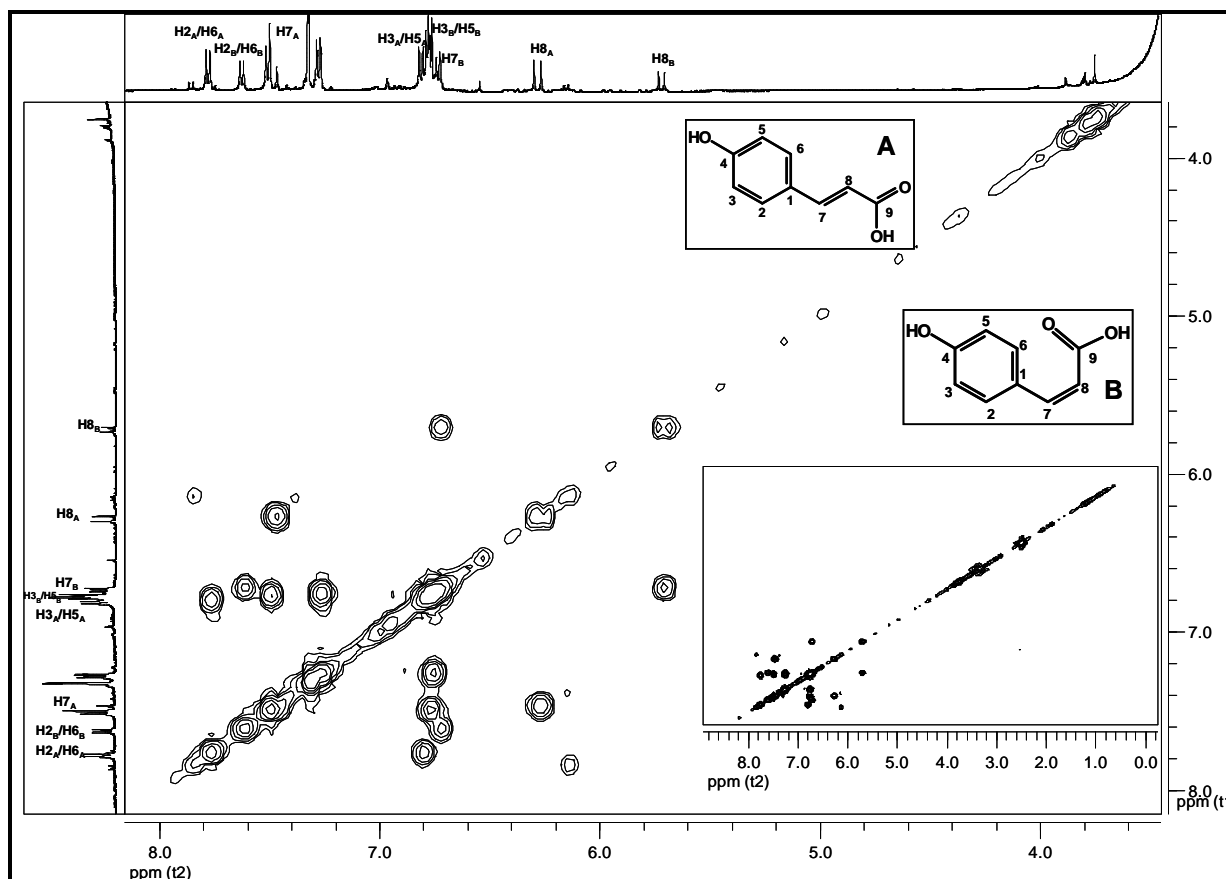 H2A/H6A
H2B/H6B
H7A
H3A/H5A
H3B/H5B
H7B
H8A
H8B
HO
5
6
4
3
2
1
7
8
9
O
OH
A
HO
5
6
4
3
2
1
7
8
9
O
OH
B
H8B
H8A
H7B
H3B/H5B
H3A/H5A
H7A
H2B/H6B
H2A/H6A
4.0
5.0
6.0
7.0
8.0
ppm (t1
8.0 7.0 6.0 5.0 4.0 3.0 2.0 1.0 0.0
ppm (t2)
8.0 7.0 6.0 5.0 4.0
ppm (t2)